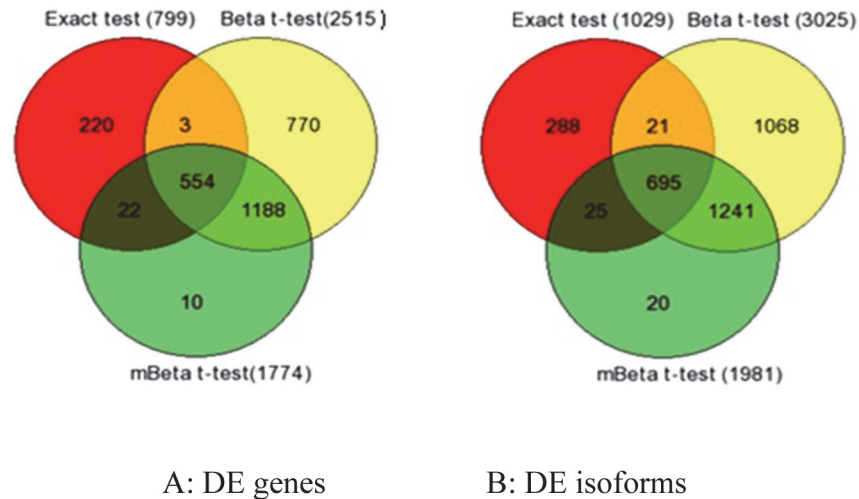 Exact test (799) Beta t-test(2515)
Exact test (1029) Beta t-test (3025)
220 3 770
288 21 1068
554
695
22 1188
25 1241
10
20
mBeta t-test(1774)
mBeta t-test (1981)
A: DE genes B: DE isoforms